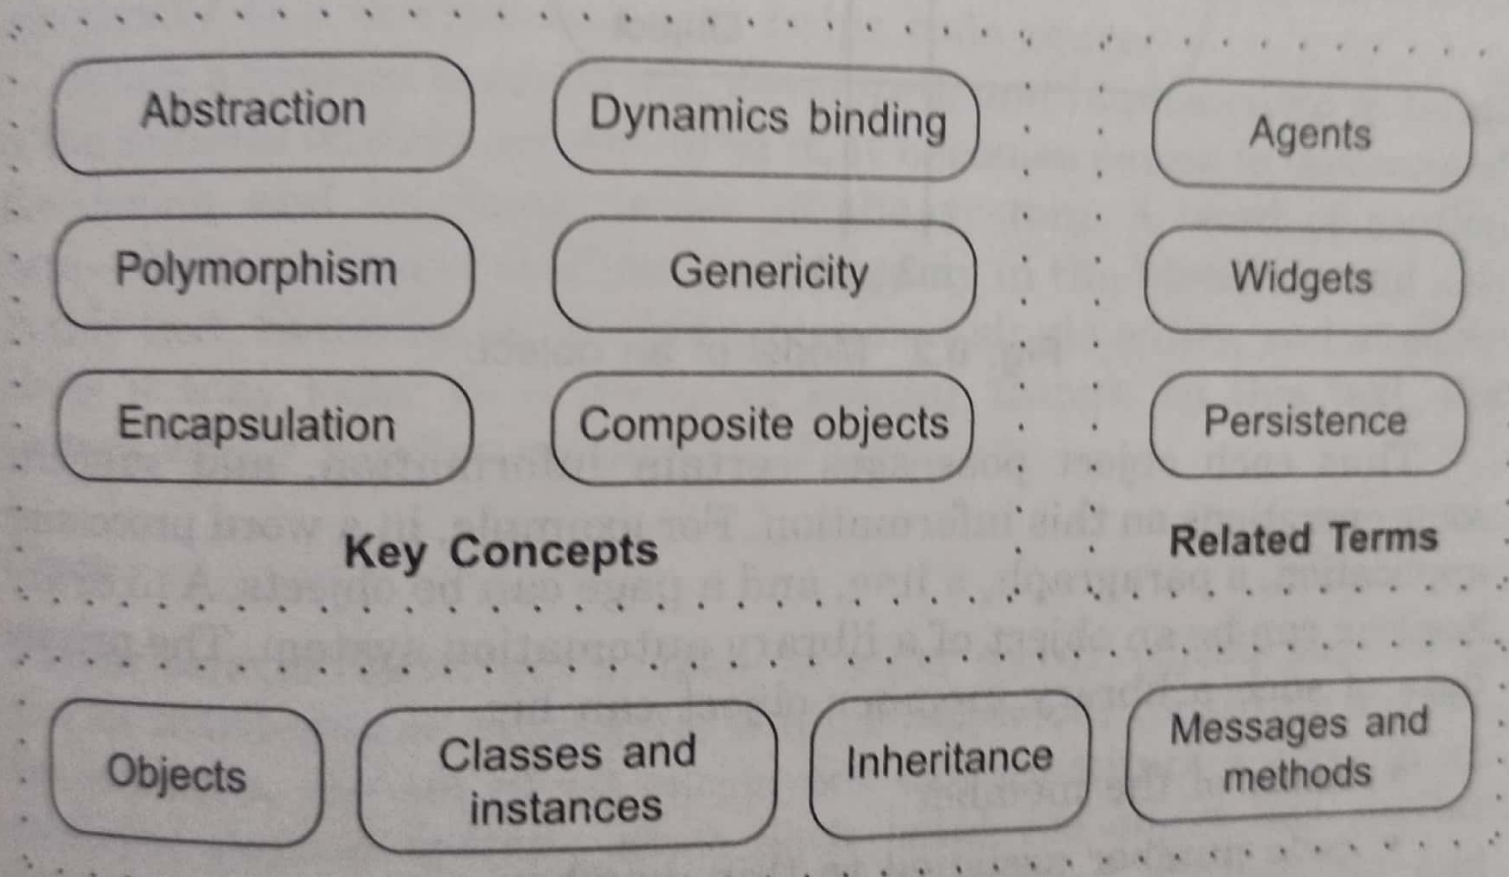 Abstraction
Dynamics binding
Agents
Polymorphism
Genericity
Widgets
Encapsulation
Composite objects
Persistence
Key Concepts
Related Terms
Objects
Classes and
instances
Inheritance
Messages and
methods